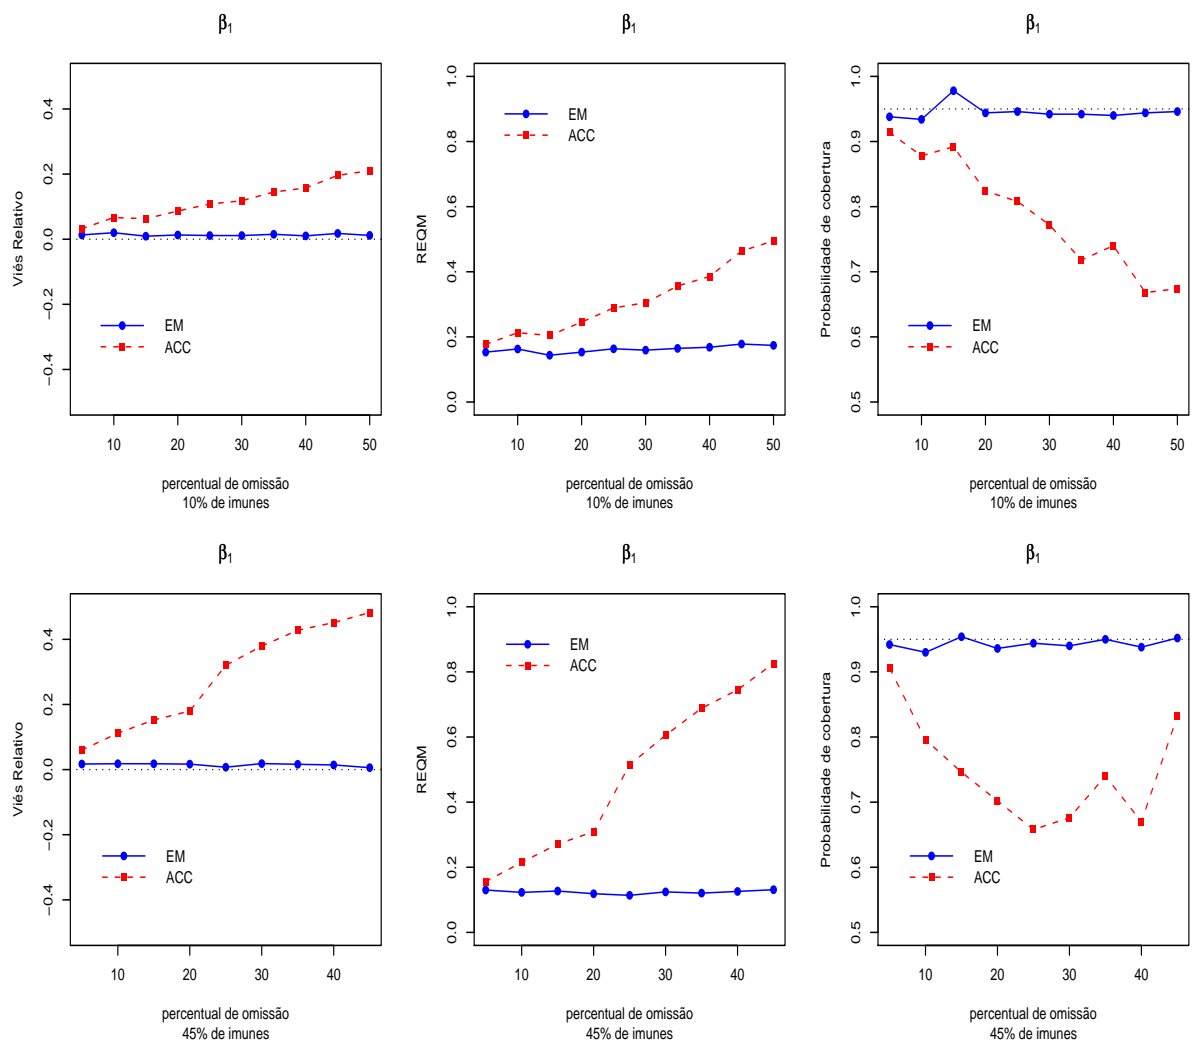 β1
Viés Relativo
0.4
0.2
0.0
−0.2
−0.4
EM
ACC
10
20
30
40
50
percentual de omissão
10% de imunes
β1
REQM
1.0
0.8
0.6
0.4
0.2
0.0
EM
ACC
10
20
30
40
50
percentual de omissão
10% de imunes
β1
Probabilidade de cobertura
1.0
0.9
0.8
0.7
0.6
0.5
EM
ACC
10
20
30
40
50
percentual de omissão
10% de imunes
β1
Viés Relativo
0.4
0.2
0.0
−0.2
−0.4
EM
ACC
10
20
30
40
percentual de omissão
45% de imunes
β1
REQM
1.0
0.8
0.6
0.4
0.2
0.0
EM
ACC
10
20
30
40
percentual de omissão
45% de imunes
β1
Probabilidade de cobertura
1.0
0.9
0.8
0.7
0.6
0.5
EM
ACC
10
20
30
40
percentual de omissão
45% de imunes